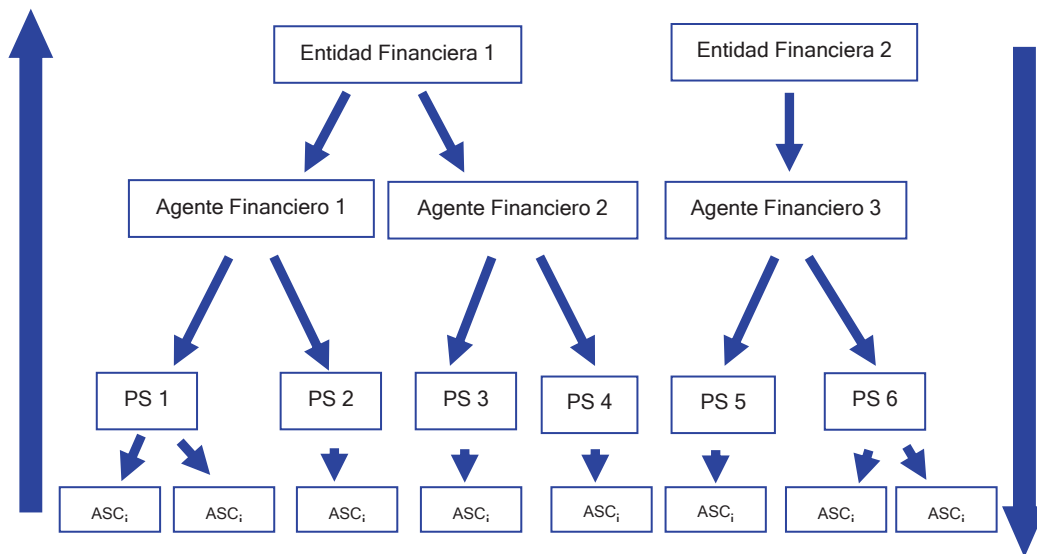 Entidad Financiera 1
Entidad Financiera 2
Agente Financiero 1
Agente Financiero 2
Agente Financiero 3
PS 1
PS 2
PS 3
PS 4
PS 5
PS 6
ASCi
ASCi
ASCi
ASCi
ASCi
ASCi
ASCi
ASCi